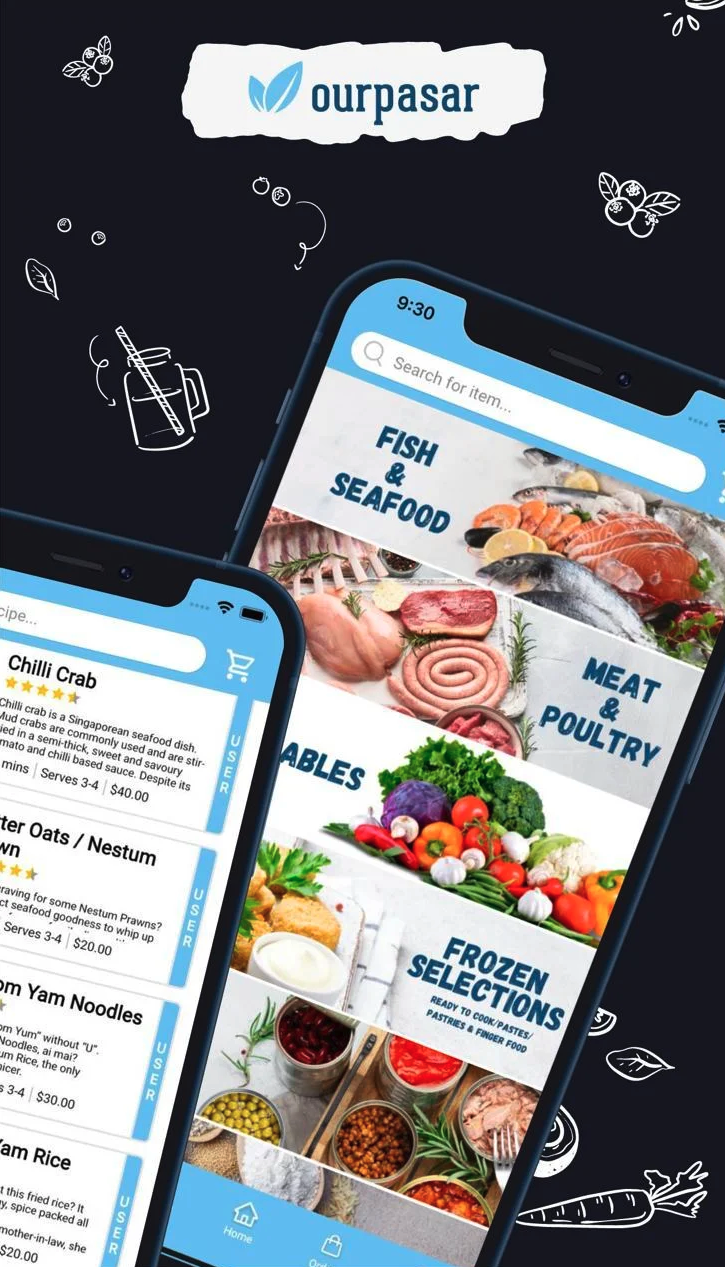 ourpasar
9:30
Search for item...
FISH
&
SEAFOOD
MEAT
&
POULTRY
ABLES
FROZEN
SELECTIONS
READY TO COOK/PASTES/
PASTRIES & FINGER FOOD
Home
cipe...
Chilli Crab
Chilli crab is a Singaporean seafood dish.
Mud crabs are commonly used and are stir-
ied in a semi-thick, sweet and savoury
mato and chilli based sauce. Despite its
mins | Serves 3-4 | $40.00
USER
ter Oats / Nestum
wn
raving for some Nestum Prawns?
ct seafood goodness to whip up
Serves 3-4 | $20.00
USER
om Yam Noodles
om Yum" without "U".
Noodles, ai mai?
um Rice, the only
nicer.
s 3-4 | $30.00
USER
Yam Rice
t this fried rice? It
y, spice packed all
mother-in-law, she
$20.00
USER